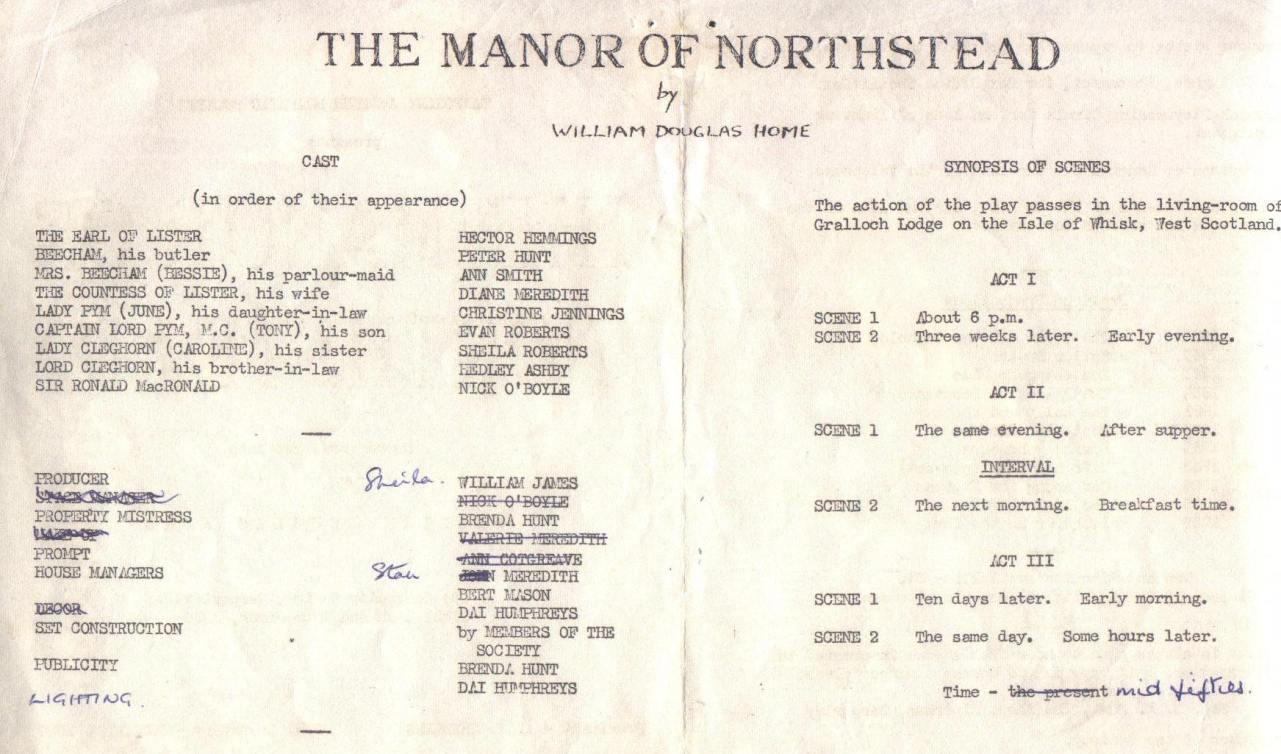 THE MANOR OF NORTHSTEAD
by
WILLIAM DOUGLAS HOME
CAST
(in order of their appearance)
THE EARL OF LISTER HECTOR HEMMINGS
BEECHAM, his butler PETER HUNT
MRS. BEECHAM (BESSIE), his parlour-maid ANN SMITH
THE COUNTESS OF LISTER, his wife DIANE MEREDITH
LADY PYM (JUNE), his daughter-in-law CHRISTINE JENNINGS
CAPTAIN LORD PYM, M.C. (TONY), his son EVAN ROBERTS
LADY CLEGHORN (CAROLINE), his sister SHEILA ROBERTS
LORD CLEGHORN, his brother-in-law HEDLEY ASHBY
SIR RONALD MacRONALD NICK O'BOYLE
PRODUCER Sheila. WILLIAM JAMES
STAGE MANAGER NICK O'BOYLE
PROPERTY MISTRESS BRENDA HUNT
VALERIE MEREDITH
PROMPT ANN COTGREAVE
HOUSE MANAGERS Stan JOHN MEREDITH
BERT MASON
DECOR DAI HUMPHREYS
SET CONSTRUCTION by MEMBERS OF THE
SOCIETY
PUBLICITY BRENDA HUNT
DAI HUMPHREYS
LIGHTING.
SYNOPSIS OF SCENES
The action of the play passes in the living-room of
Gralloch Lodge on the Isle of Whisk, West Scotland.
ACT I
SCENE 1 About 6 p.m.
SCENE 2 Three weeks later. Early evening.
ACT II
SCENE 1 The same evening. After supper.
INTERVAL
SCENE 2 The next morning. Breakfast time.
ACT III
SCENE 1 Ten days later. Early morning.
SCENE 2 The same day. Some hours later.
Time - the present mid fifties.